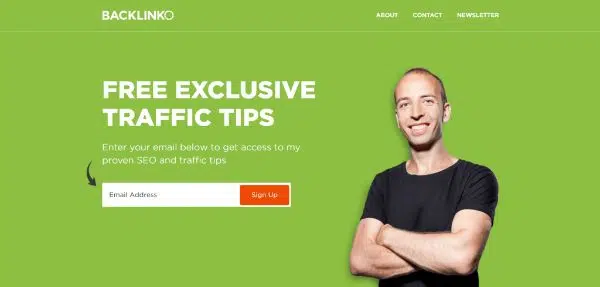 BACKLINKO
ABOUT CONTACT NEWSLETTER
FREE EXCLUSIVE
TRAFFIC TIPS
Enter your email below to get access to my
proven SEO and traffic tips
Email Address Sign Up